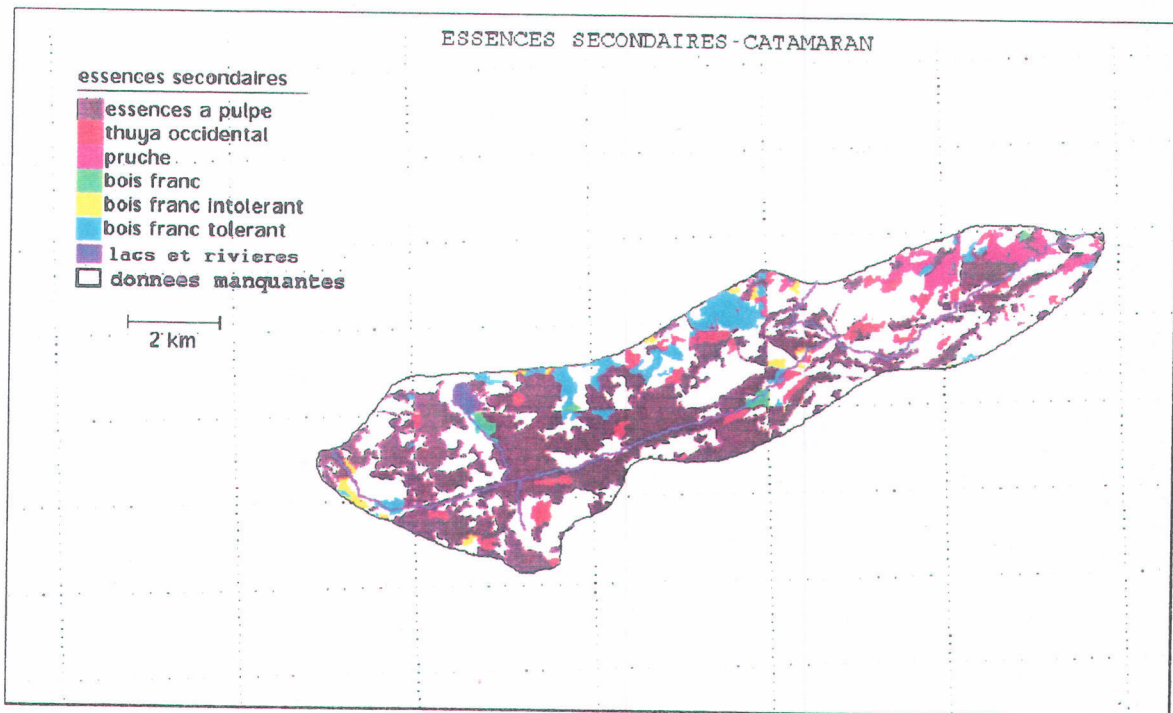 ESSENCES SECONDAIRES-CATAMARAN
essences secondaires
essences a pulpe
thuya occidental
pruche
bois franc
bois franc intolerant
bois franc tolerant
lacs et rivieres
donnees manquantes
2 km